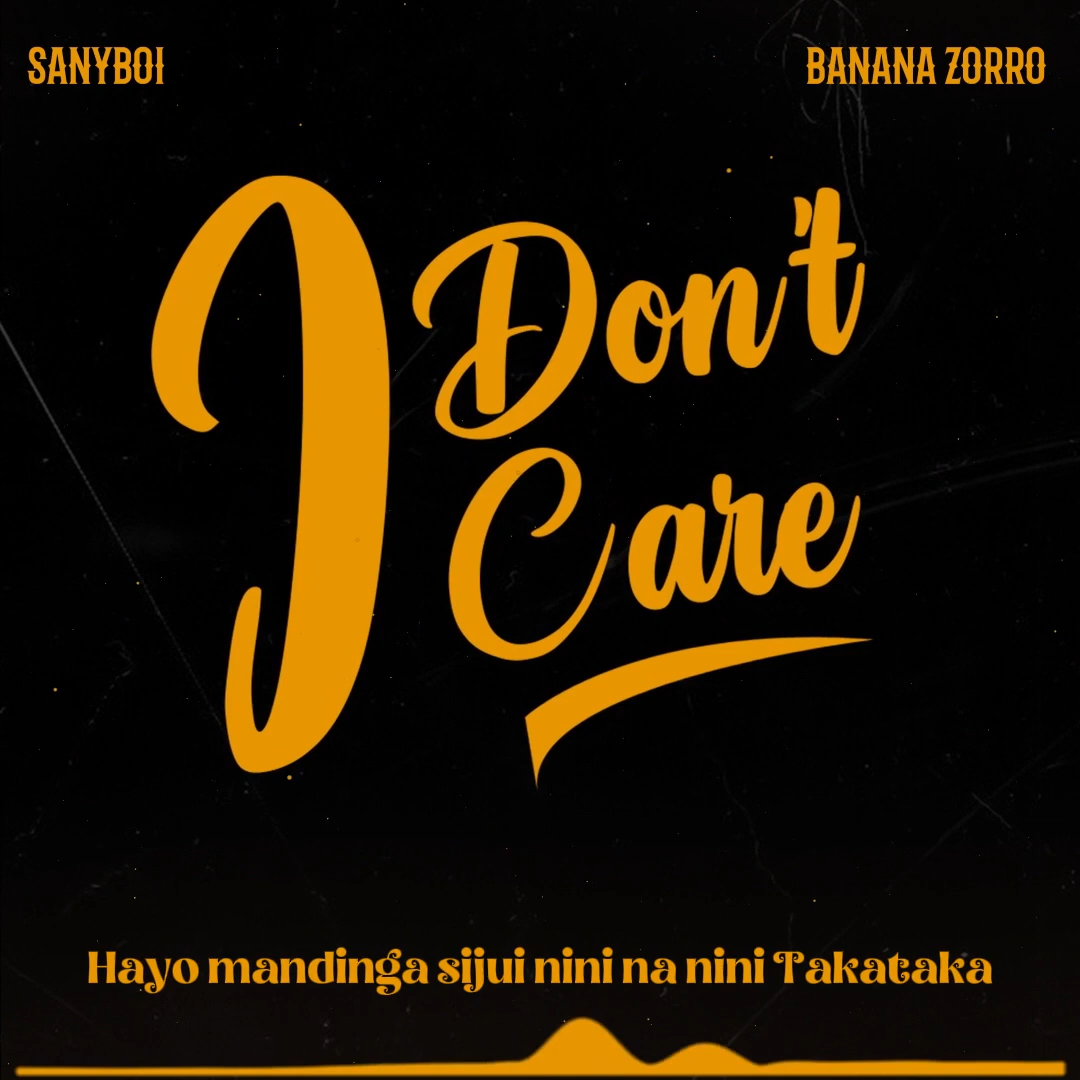 SANYBOI
BANANA ZORRO
I Don't
Care
Hayo mandinga sijui nini na nini Takataka